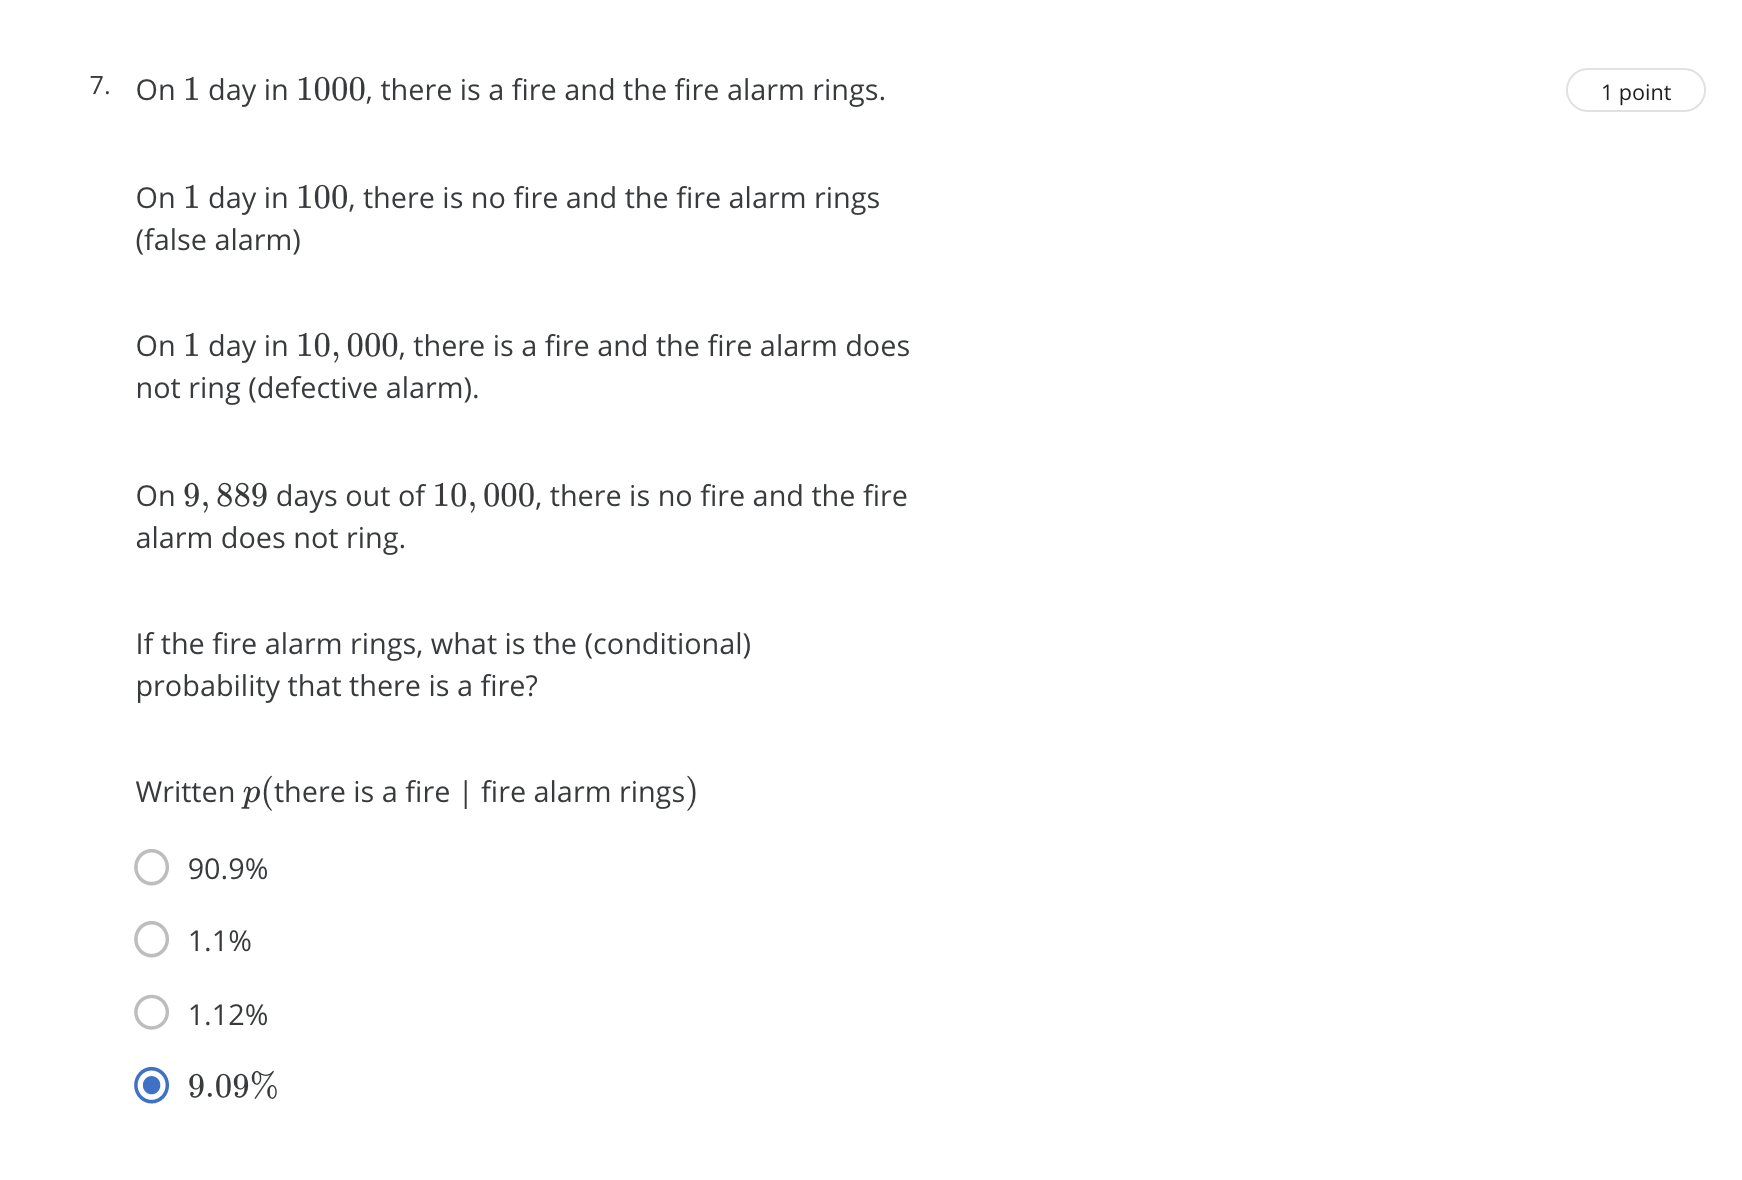 7. On 1 day in 1000, there is a fire and the fire alarm rings.
1 point
On 1 day in 100, there is no fire and the fire alarm rings
(false alarm)
On 1 day in 10, 000, there is a fire and the fire alarm does
not ring (defective alarm).
On 9, 889 days out of 10, 000, there is no fire and the fire
alarm does not ring.
If the fire alarm rings, what is the (conditional)
probability that there is a fire?
Written p(there is a fire | fire alarm rings)
90.9%
1.1%
1.12%
9.09%